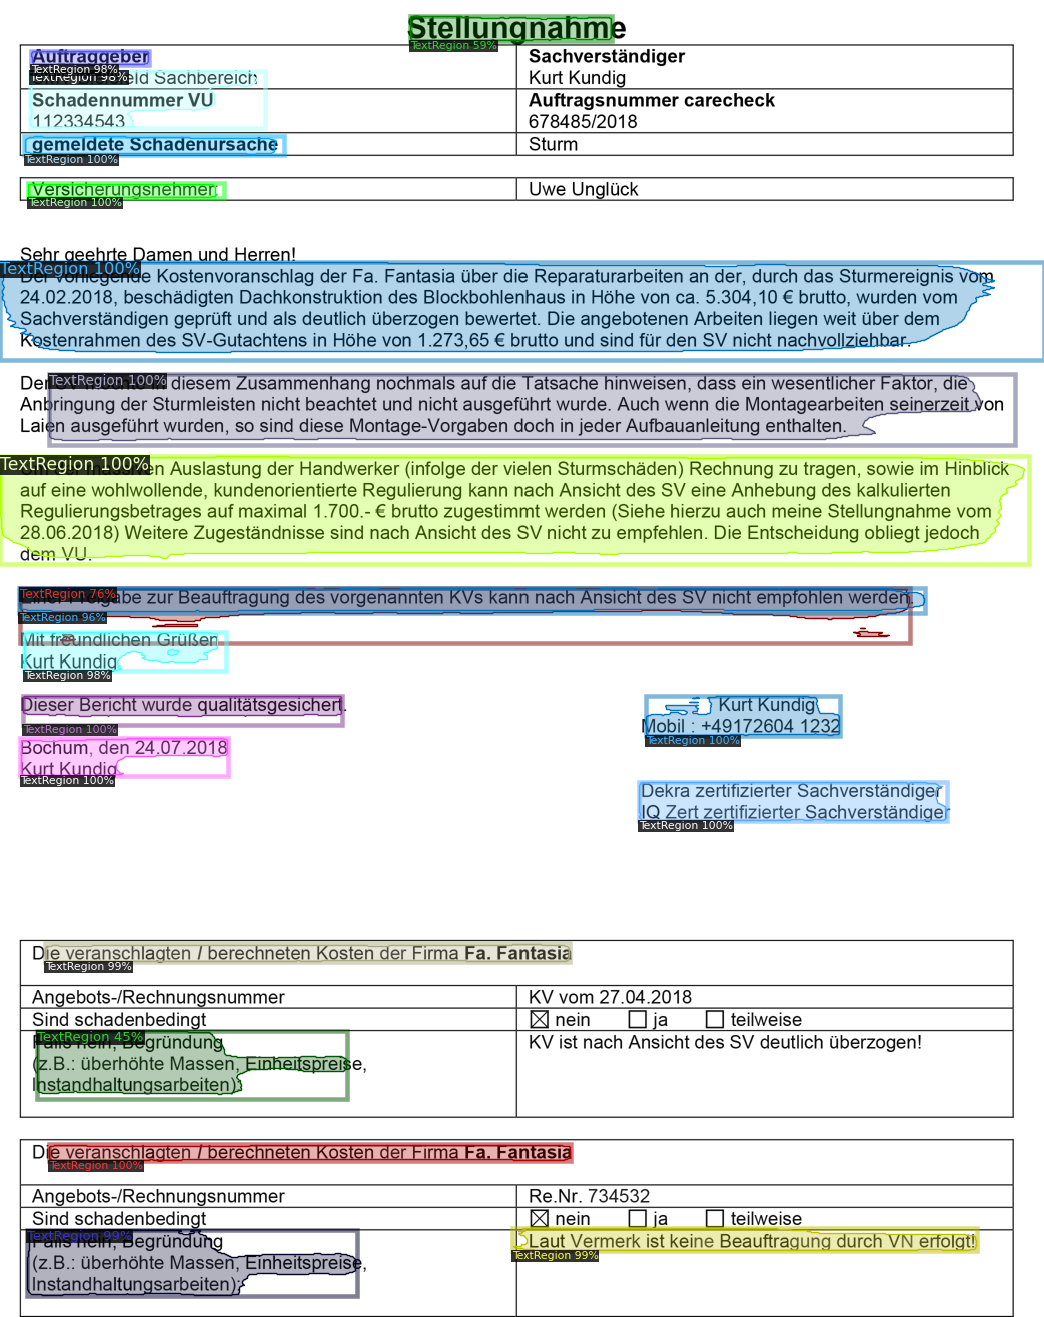 Stellungnahme
TextRegion 59%
Auftraggeber
Sachverständiger
TextRegion 98%
TextRegion 98%
eld Sachbereich
Kurt Kundig
Schadennummer VU
Auftragsnummer carecheck
112334543
678485/2018
gemeldete Schadenursache
Sturm
TextRegion 100%
Versicherungsnehmer:
Uwe Unglück
TextRegion 100%
Sehr geehrte Damen und Herren!
TextRegion 100%
Der vorliegende Kostenvoranschlag der Fa. Fantasia über die Reparaturarbeiten an der, durch das Sturmereignis vom
24.02.2018, beschädigten Dachkonstruktion des Blockbohlenhaus in Höhe von ca. 5.304,10 € brutto, wurden vom
Sachverständigen geprüft und als deutlich überzogen bewertet. Die angebotenen Arbeiten liegen weit über dem
Kostenrahmen des SV-Gutachtens in Höhe von 1.273,65 € brutto und sind für den SV nicht nachvollziehbar.
TextRegion 100%
Der diesem Zusammenhang nochmals auf die Tatsache hinweisen, dass ein wesentlicher Faktor, die
Anbringung der Sturmleisten nicht beachtet und nicht ausgeführt wurde. Auch wenn die Montagearbeiten seinerzeit von
Laien ausgeführt wurden, so sind diese Montage-Vorgaben doch in jeder Aufbauanleitung enthalten.
TextRegion 100%
en Auslastung der Handwerker (infolge der vielen Sturmschäden) Rechnung zu tragen, sowie im Hinblick
auf eine wohlwollende, kundenorientierte Regulierung kann nach Ansicht des SV eine Anhebung des kalkulierten
Regulierungsbetrages auf maximal 1.700.- € brutto zugestimmt werden (Siehe hierzu auch meine Stellungnahme vom
28.06.2018) Weitere Zugeständnisse sind nach Ansicht des SV nicht zu empfehlen. Die Entscheidung obliegt jedoch
dem VU.
TextRegion 76%
Einer Freigabe zur Beauftragung des vorgenannten KVs kann nach Ansicht des SV nicht empfohlen werden.
TextRegion 96%
Mit freundlichen Grüßen
Kurt Kundig
TextRegion 98%
Dieser Bericht wurde qualitätsgesichert.
Kurt Kundig
TextRegion 100%
Mobil : +49172604 1232
TextRegion 100%
Bochum, den 24.07.2018
Kurt Kundig
TextRegion 100%
Dekra zertifizierter Sachverständiger
IQ Zert zertifizierter Sachverständiger
TextRegion 100%
Die veranschlagten / berechneten Kosten der Firma Fa. Fantasia
TextRegion 99%
Angebots-/Rechnungsnummer
KV vom 27.04.2018
Sind schadenbedingt
☒ nein ☐ ja ☐ teilweise
TextRegion 45%
Falls nein, Begründung
KV ist nach Ansicht des SV deutlich überzogen!
(z.B.: überhöhte Massen, Einheitspreise,
Instandhaltungsarbeiten):
Die veranschlagten / berechneten Kosten der Firma Fa. Fantasia
TextRegion 100%
Angebots-/Rechnungsnummer
Re.Nr. 734532
Sind schadenbedingt
☒ nein ☐ ja ☐ teilweise
TextRegion 99%
Falls nein, Begründung
Laut Vermerk ist keine Beauftragung durch VN erfolgt!
TextRegion 99%
(z.B.: überhöhte Massen, Einheitspreise,
Instandhaltungsarbeiten):